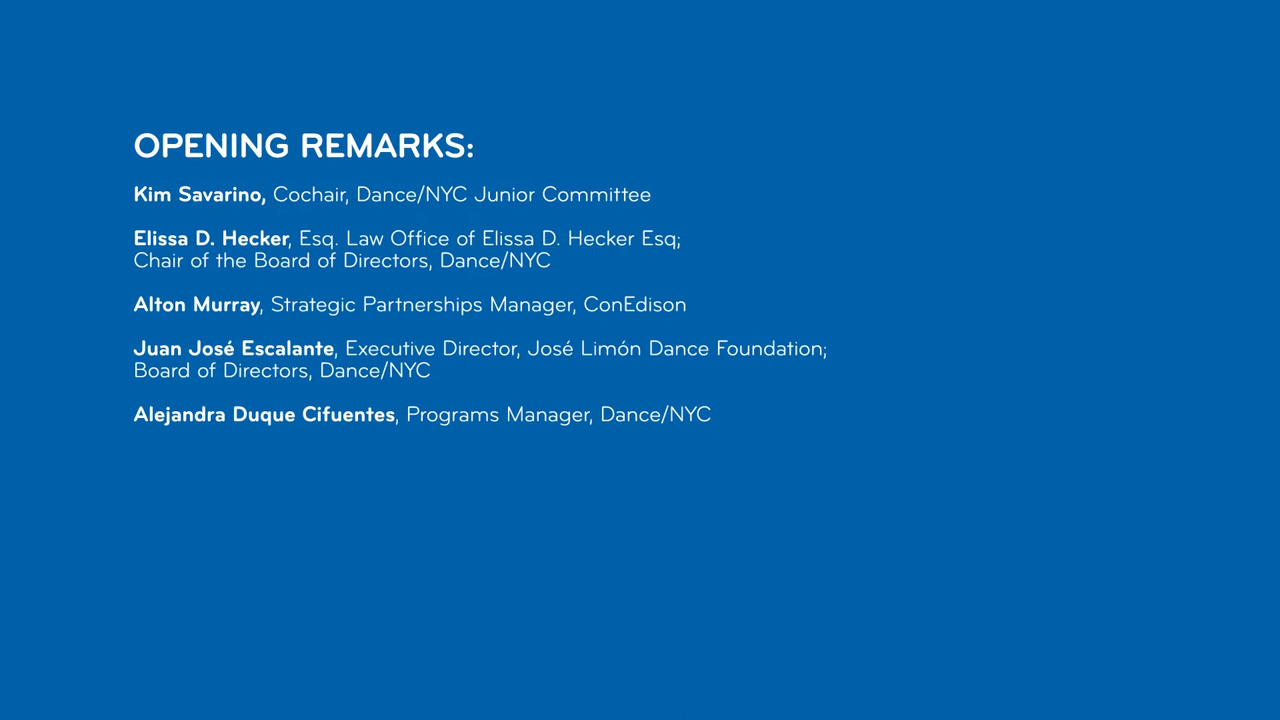 OPENING REMARKS:
Kim Savarino, Cochair, Dance/NYC Junior Committee
Elissa D. Hecker, Esq. Law Office of Elissa D. Hecker Esq;
Chair of the Board of Directors, Dance/NYC
Alton Murray, Strategic Partnerships Manager, ConEdison
Juan José Escalante, Executive Director, José Limón Dance Foundation;
Board of Directors, Dance/NYC
Alejandra Duque Cifuentes, Programs Manager, Dance/NYC